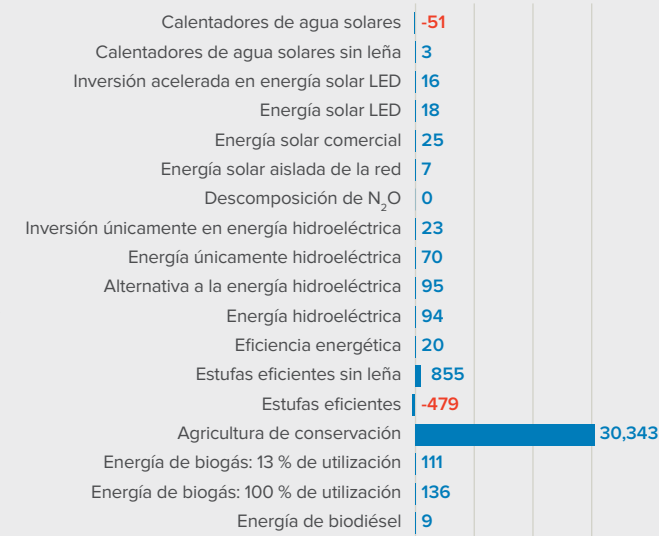 Calentadores de agua solares -51
Calentadores de agua solares sin leña 3
Inversión acelerada en energía solar LED 16
Energía solar LED 18
Energía solar comercial 25
Energía solar aislada de la red 7
Descomposición de N₂O 0
Inversión únicamente en energía hidroeléctrica 23
Energía únicamente hidroeléctrica 70
Alternativa a la energía hidroeléctrica 95
Energía hidroeléctrica 94
Eficiencia energética 20
Estufas eficientes sin leña 855
Estufas eficientes -479
Agricultura de conservación 30,343
Energía de biogás: 13 % de utilización 111
Energía de biogás: 100 % de utilización 136
Energía de biodiésel 9